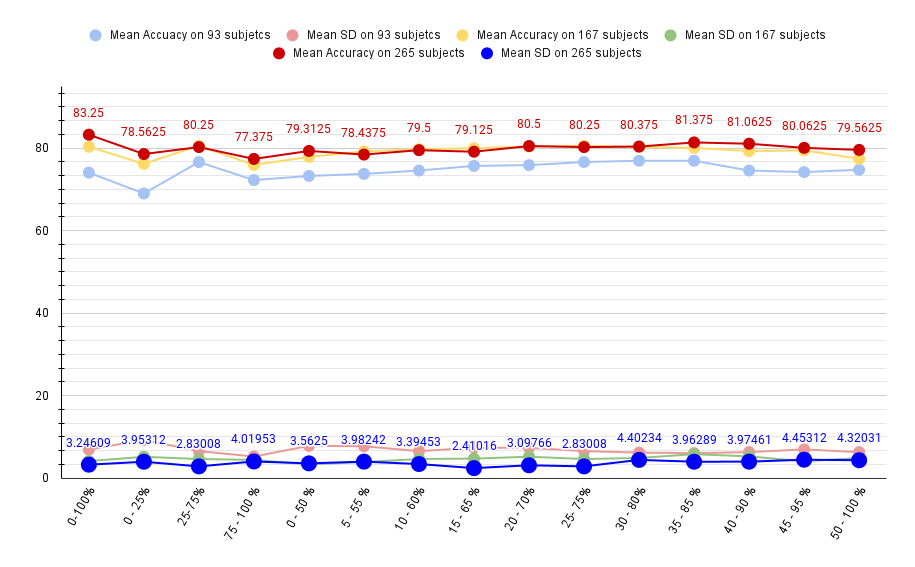 Mean Accuacy on 93 subjetcs Mean SD on 93 subjects Mean Accuracy on 167 subjects Mean SD on 167 subjects
Mean Accuracy on 265 subjects Mean SD on 265 subjects
83.25 78.5625 80.25 77.375 79.3125 78.4375 79.5 79.125 80.5 80.25 80.375 81.375 81.0625 80.0625 79.5625
80
60
40
20
3.24609 3.95312 2.83008 4.01953 3.5625 3.98242 3.39453 2.41016 3.09766 2.83008 4.40234 3.96289 3.97461 4.45312 4.32031
0
0-100% 0 - 25% 25-75% 75 - 100 % 0 - 50 % 5 - 55 % 10 - 60% 15 - 65 % 20 - 70% 25 - 75% 30 - 80% 35 - 85 % 40 - 90 % 45 - 95 % 50 - 100 %